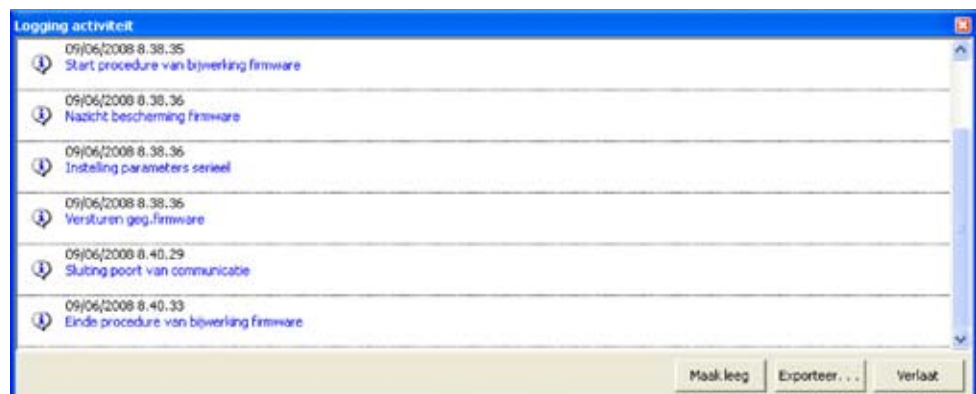 Logging activiteit
09/06/2008 8.38.35
Start procedure van bijwerking firmware
09/06/2008 8.38.36
Nazicht bescherming firmware
09/06/2008 8.38.36
Instelling parameters serieel
09/06/2008 8.38.36
Versturen geg.firmware
09/06/2008 8.40.29
Sluiting poort van communicatie
09/06/2008 8.40.33
Einde procedure van bijwerking firmware
Maak leeg Exporteer. . . Verlaat